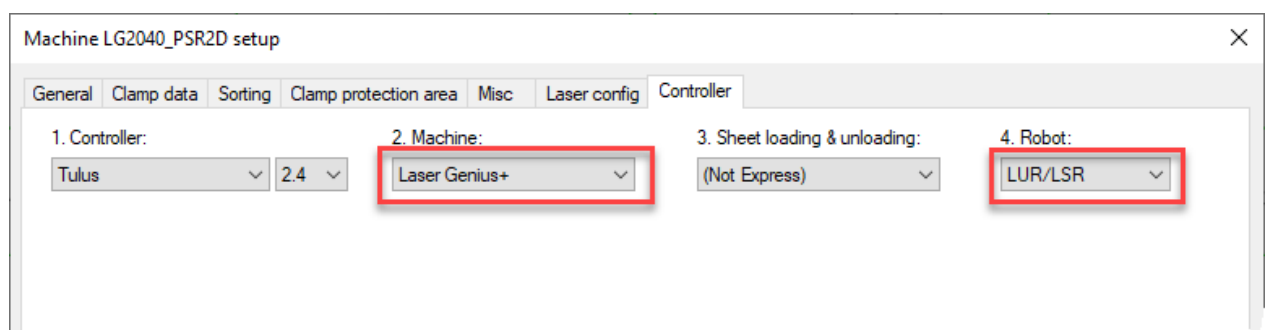 Machine LG2040_PSR2D setup
General Clamp data Sorting Clamp protection area Misc Laser config Controller
1. Controller: 2. Machine: 3. Sheet loading & unloading: 4. Robot:
Tulus 2.4 Laser Genius+ (Not Express) LUR/LSR